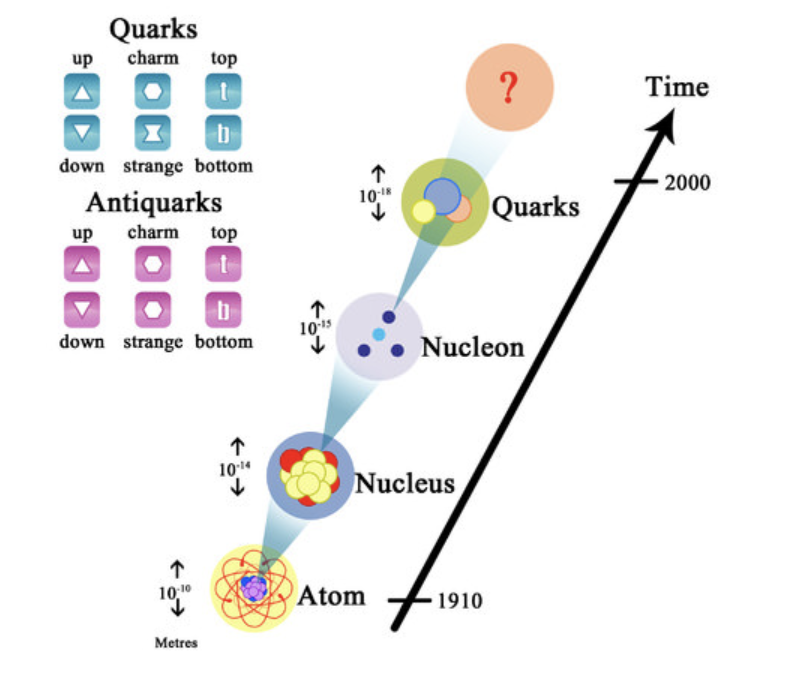 Quarks
up charm top
t
b
down strange bottom
Antiquarks
up charm top
t
b
down strange bottom
?
Time
2000
10-18
Quarks
10-15
Nucleon
10-14
Nucleus
10-10
Atom
1910
Metres